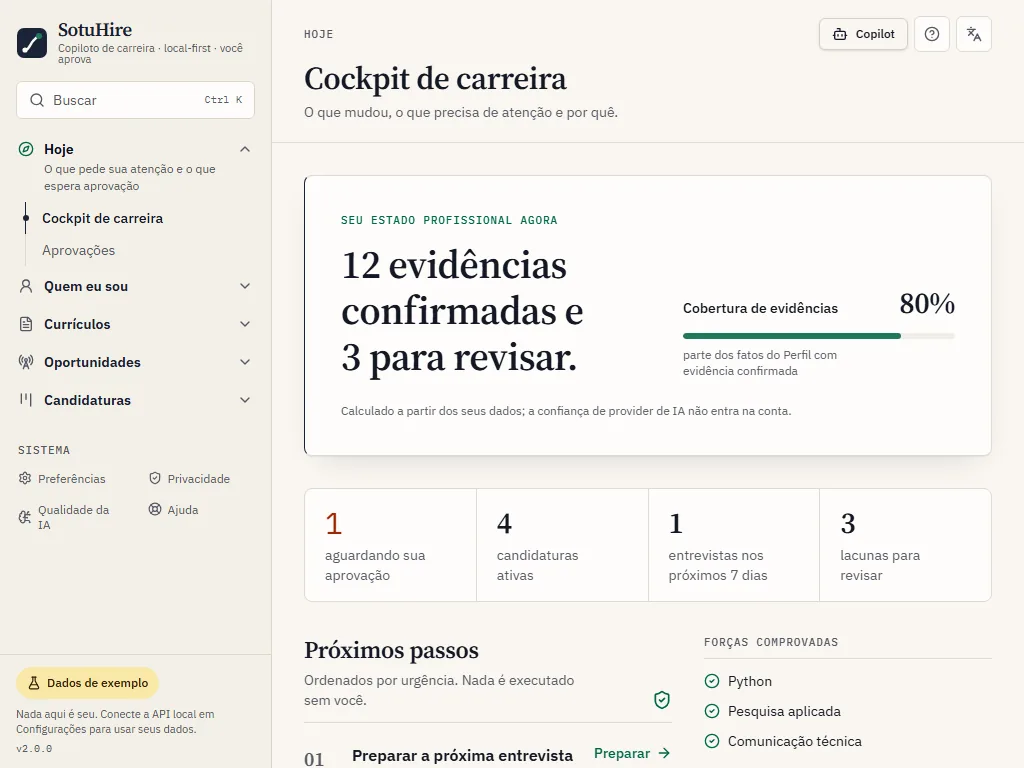 SotuHire
Copiloto de carreira · local-first · você
aprova
Buscar
Ctrl K
Hoje
O que pede sua atenção e o que
espera aprovação
Cockpit de carreira
Aprovações
Quem eu sou
Currículos
Oportunidades
Candidaturas
SISTEMA
Preferências
Privacidade
Qualidade da
IA
Ajuda
Dados de exemplo
Nada aqui é seu. Conecte a API local em
Configurações para usar seus dados.
v2.0.0
HOJE
Copilot
Cockpit de carreira
O que mudou, o que precisa de atenção e por quê.
SEU ESTADO PROFISSIONAL AGORA
12 evidências
confirmadas e
3 para revisar.
Cobertura de evidências
80%
parte dos fatos do Perfil com
evidência confirmada
Calculado a partir dos seus dados; a confiança de provider de IA não entra na conta.
1
aguardando sua
aprovação
4
candidaturas
ativas
1
entrevistas nos
próximos 7 dias
3
lacunas para
revisar
Próximos passos
Ordenados por urgência. Nada é executado
sem você.
01
Preparar a próxima entrevista
Preparar
FORÇAS COMPROVADAS
Python
Pesquisa aplicada
Comunicação técnica